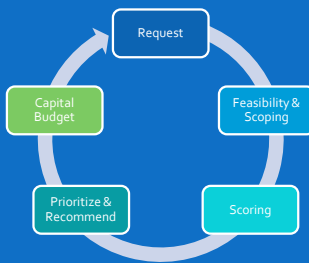 Request
Feasibility &
Scoping
Scoring
Prioritize &
Recommend
Capital
Budget